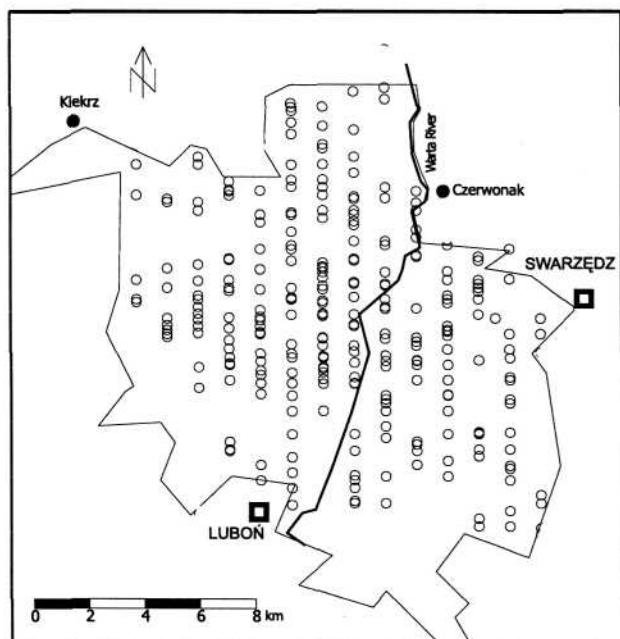 N
Kiekrz
Warta River
Czerwonak
SWARZĘDZ
LUBOŃ
0 2 4 6 8 km